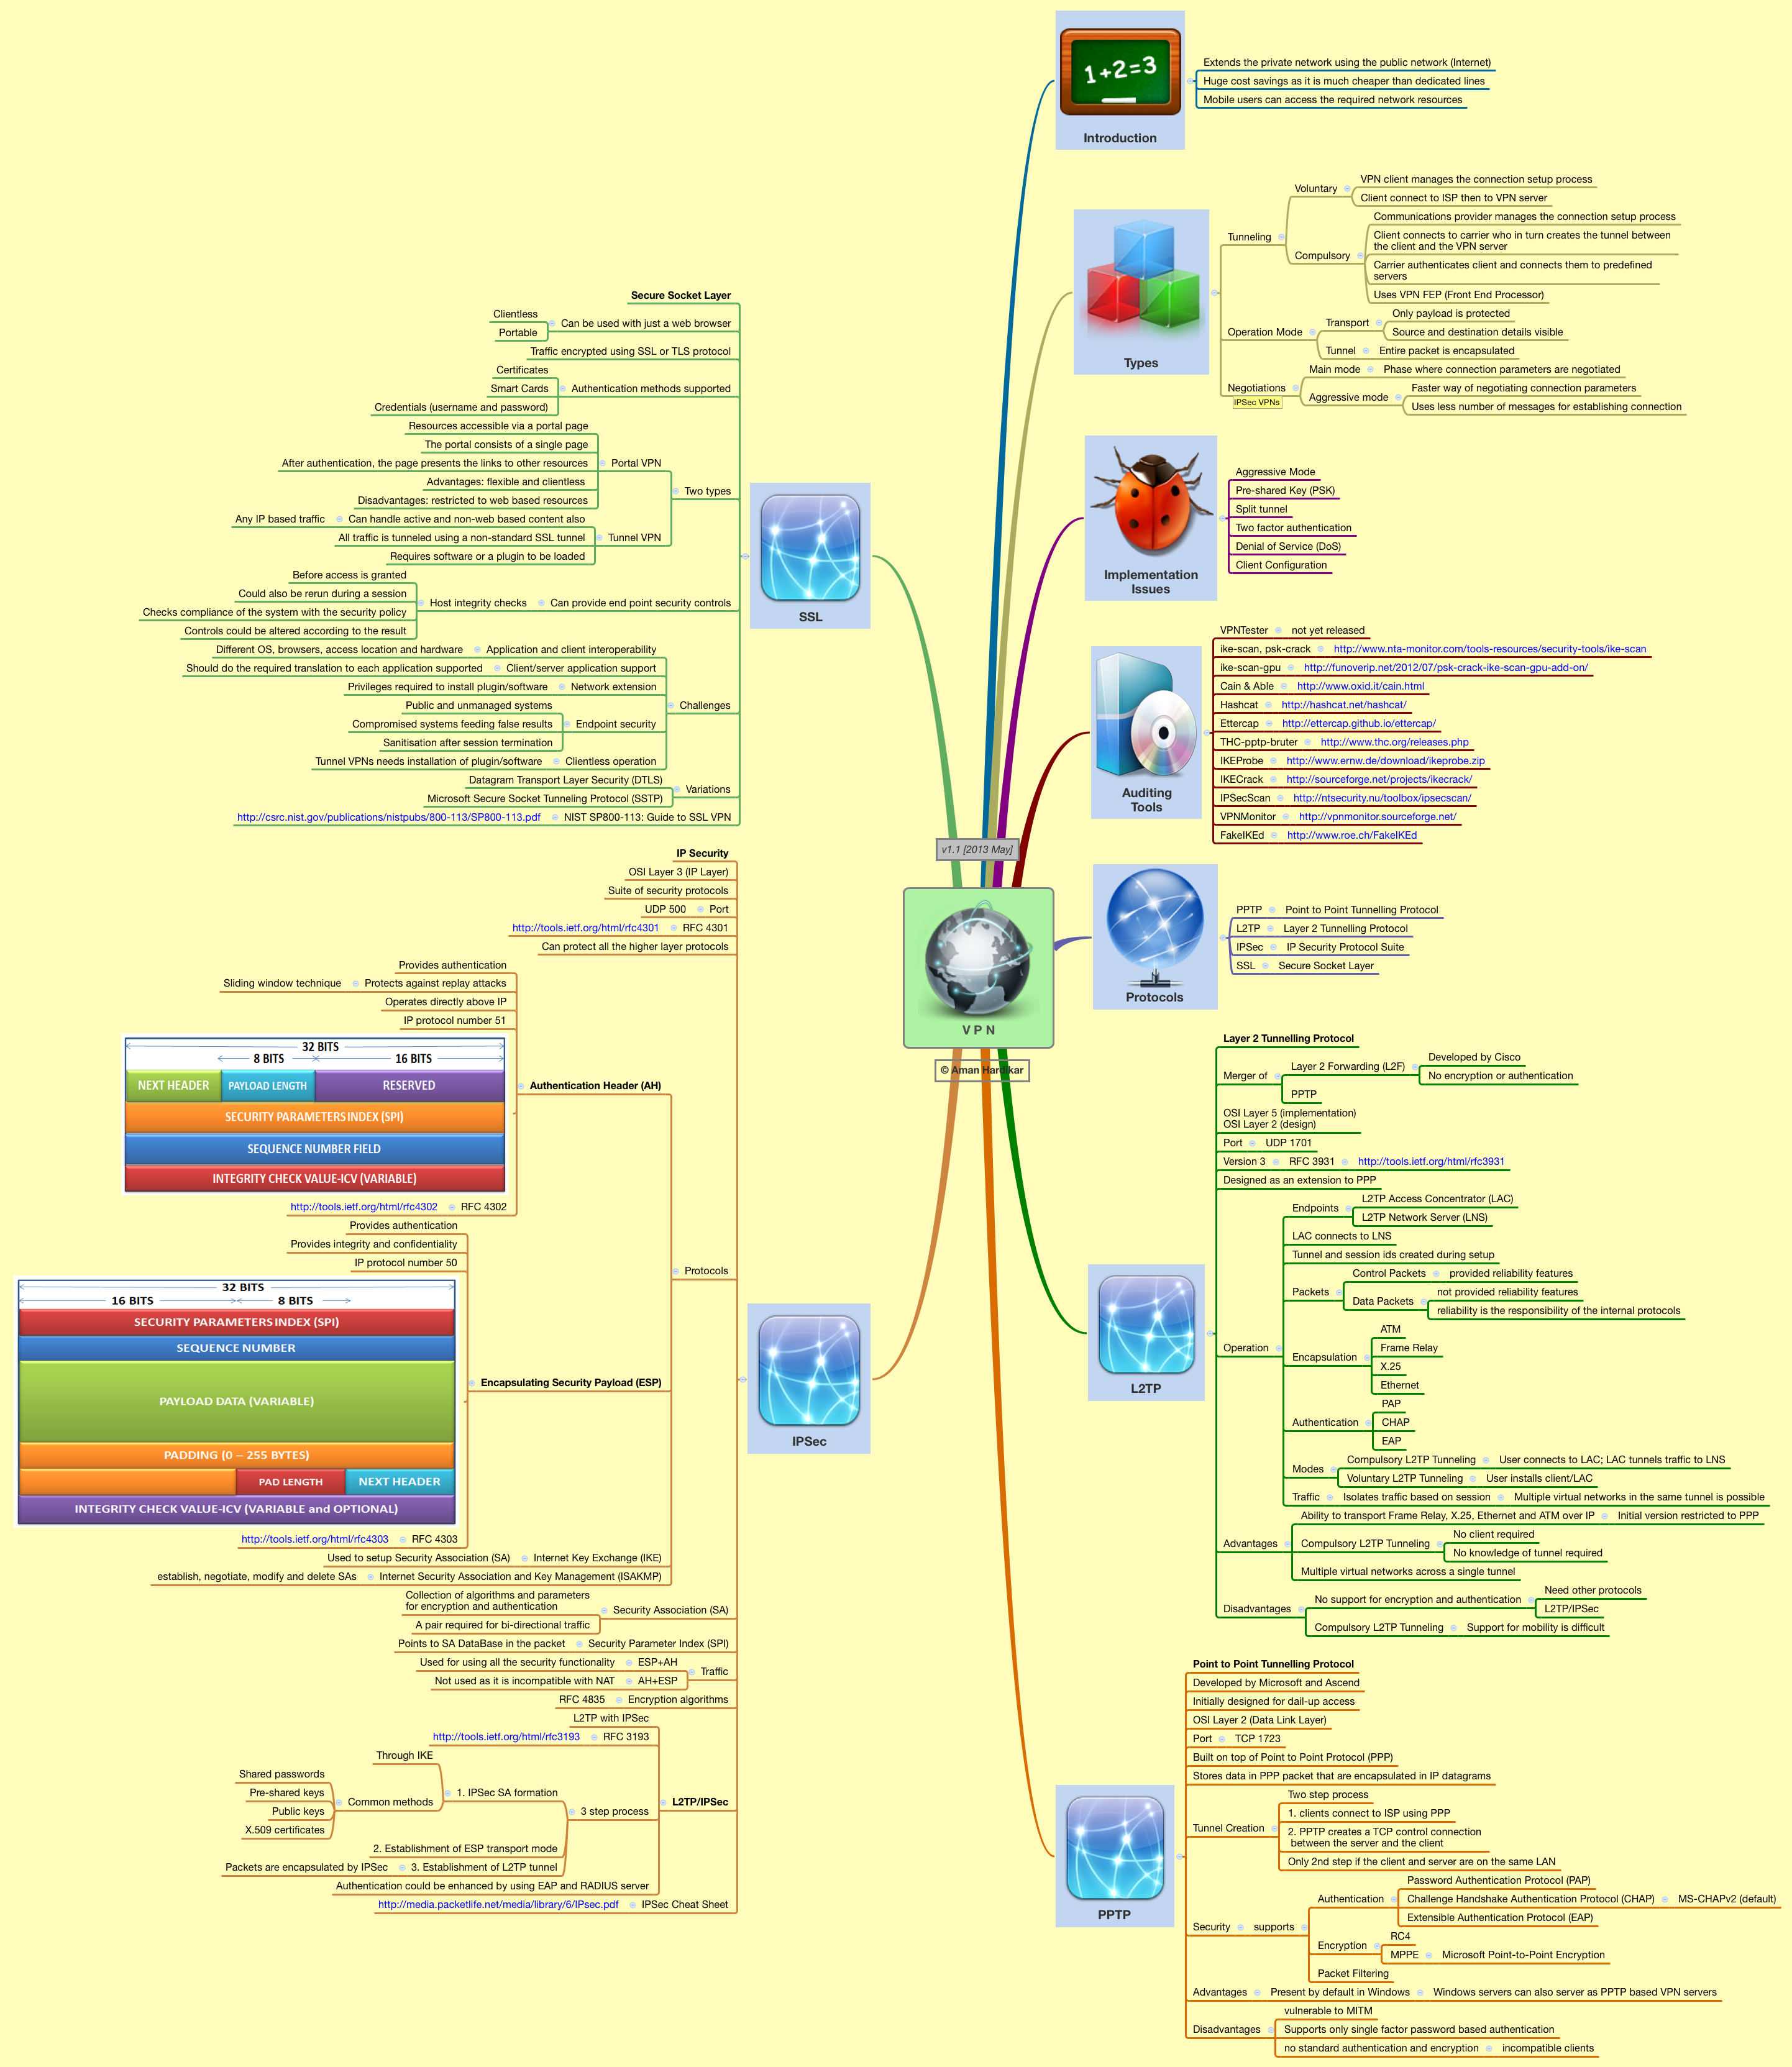 1+2=3
Introduction
Extends the private network using the public network (Internet)
Huge cost savings as it is much cheaper than dedicated lines
Mobile users can access the required network resources
Types
Tunneling
Voluntary
VPN client manages the connection setup process
Client connect to ISP then to VPN server
Compulsory
Communications provider manages the connection setup process
Client connects to carrier who in turn creates the tunnel between
the client and the VPN server
Carrier authenticates client and connects them to predefined
servers
Uses VPN FEP (Front End Processor)
Operation Mode
Transport
Only payload is protected
Source and destination details visible
Tunnel
Entire packet is encapsulated
Negotiations
IPSec VPNs
Main mode
Phase where connection parameters are negotiated
Aggressive mode
Faster way of negotiating connection parameters
Uses less number of messages for establishing connection
Implementation
Issues
Aggressive Mode
Pre-shared Key (PSK)
Split tunnel
Two factor authentication
Denial of Service (DoS)
Client Configuration
Auditing
Tools
VPNTester not yet released
ike-scan, psk-crack http://www.nta-monitor.com/tools-resources/security-tools/ike-scan
ike-scan-gpu http://funoverip.net/2012/07/psk-crack-ike-scan-gpu-add-on/
Cain & Able http://www.oxid.it/cain.html
Hashcat http://hashcat.net/hashcat/
Ettercap http://ettercap.github.io/ettercap/
THC-pptp-bruter http://www.thc.org/releases.php
IKEProbe http://www.ernw.de/download/ikeprobe.zip
IKECrack http://sourceforge.net/projects/ikecrack/
IPSecScan http://ntsecurity.nu/toolbox/ipsecscan/
VPNMonitor http://vpnmonitor.sourceforge.net/
FakeIKEd http://www.roe.ch/FakeIKEd
Protocols
PPTP Point to Point Tunnelling Protocol
L2TP Layer 2 Tunnelling Protocol
IPSec IP Security Protocol Suite
SSL Secure Socket Layer
v1.1 [2013 May]
V P N
© Aman Hardikar
L2TP
Layer 2 Tunnelling Protocol
Merger of
Layer 2 Forwarding (L2F)
Developed by Cisco
No encryption or authentication
PPTP
OSI Layer 5 (implementation)
OSI Layer 2 (design)
Port UDP 1701
Version 3 RFC 3931 http://tools.ietf.org/html/rfc3931
Designed as an extension to PPP
Operation
Endpoints
L2TP Access Concentrator (LAC)
L2TP Network Server (LNS)
LAC connects to LNS
Tunnel and session ids created during setup
Packets
Control Packets provided reliability features
Data Packets
not provided reliability features
reliability is the responsibility of the internal protocols
Encapsulation
ATM
Frame Relay
X.25
Ethernet
Authentication
PAP
CHAP
EAP
Modes
Compulsory L2TP Tunneling User connects to LAC; LAC tunnels traffic to LNS
Voluntary L2TP Tunneling User installs client/LAC
Traffic Isolates traffic based on session Multiple virtual networks in the same tunnel is possible
Advantages
Ability to transport Frame Relay, X.25, Ethernet and ATM over IP Initial version restricted to PPP
Compulsory L2TP Tunneling
No client required
No knowledge of tunnel required
Multiple virtual networks across a single tunnel
Disadvantages
No support for encryption and authentication
Need other protocols
L2TP/IPSec
Compulsory L2TP Tunneling Support for mobility is difficult
PPTP
Point to Point Tunnelling Protocol
Developed by Microsoft and Ascend
Initially designed for dail-up access
OSI Layer 2 (Data Link Layer)
Port TCP 1723
Built on top of Point to Point Protocol (PPP)
Stores data in PPP packet that are encapsulated in IP datagrams
Tunnel Creation
Two step process
1. clients connect to ISP using PPP
2. PPTP creates a TCP control connection
between the server and the client
Only 2nd step if the client and server are on the same LAN
Security supports
Authentication
Password Authentication Protocol (PAP)
Challenge Handshake Authentication Protocol (CHAP) MS-CHAPv2 (default)
Extensible Authentication Protocol (EAP)
Encryption
RC4
MPPE Microsoft Point-to-Point Encryption
Packet Filtering
Advantages Present by default in Windows Windows servers can also server as PPTP based VPN servers
Disadvantages
vulnerable to MITM
Supports only single factor password based authentication
no standard authentication and encryption incompatible clients
SSL
Secure Socket Layer
Clientless
Portable
Can be used with just a web browser
Traffic encrypted using SSL or TLS protocol
Certificates
Smart Cards
Credentials (username and password)
Authentication methods supported
Resources accessible via a portal page
The portal consists of a single page
After authentication, the page presents the links to other resources
Advantages: flexible and clientless
Disadvantages: restricted to web based resources
Portal VPN
Two types
Any IP based traffic Can handle active and non-web based content also
All traffic is tunneled using a non-standard SSL tunnel
Requires software or a plugin to be loaded
Tunnel VPN
Before access is granted
Could also be rerun during a session
Checks compliance of the system with the security policy
Controls could be altered according to the result
Host integrity checks Can provide end point security controls
Different OS, browsers, access location and hardware Application and client interoperability
Should do the required translation to each application supported Client/server application support
Privileges required to install plugin/software Network extension
Public and unmanaged systems
Compromised systems feeding false results
Sanitisation after session termination
Endpoint security
Tunnel VPNs needs installation of plugin/software Clientless operation
Challenges
Datagram Transport Layer Security (DTLS)
Microsoft Secure Socket Tunneling Protocol (SSTP)
Variations
http://csrc.nist.gov/publications/nistpubs/800-113/SP800-113.pdf NIST SP800-113: Guide to SSL VPN
IPSec
IP Security
OSI Layer 3 (IP Layer)
Suite of security protocols
UDP 500 Port
http://tools.ietf.org/html/rfc4301 RFC 4301
Can protect all the higher layer protocols
Provides authentication
Sliding window technique Protects against replay attacks
Operates directly above IP
IP protocol number 51
32 BITS
8 BITS 16 BITS
NEXT HEADER PAYLOAD LENGTH RESERVED
SECURITY PARAMETERS INDEX (SPI)
SEQUENCE NUMBER FIELD
INTEGRITY CHECK VALUE-ICV (VARIABLE)
Authentication Header (AH)
http://tools.ietf.org/html/rfc4302 RFC 4302
Provides authentication
Provides integrity and confidentiality
IP protocol number 50
32 BITS
16 BITS 8 BITS
SECURITY PARAMETERS INDEX (SPI)
SEQUENCE NUMBER
PAYLOAD DATA (VARIABLE)
PADDING (0 – 255 BYTES)
PAD LENGTH NEXT HEADER
INTEGRITY CHECK VALUE-ICV (VARIABLE and OPTIONAL)
Encapsulating Security Payload (ESP)
http://tools.ietf.org/html/rfc4303 RFC 4303
Protocols
Used to setup Security Association (SA) Internet Key Exchange (IKE)
establish, negotiate, modify and delete SAs Internet Security Association and Key Management (ISAKMP)
Collection of algorithms and parameters
for encryption and authentication
A pair required for bi-directional traffic
Security Association (SA)
Points to SA DataBase in the packet Security Parameter Index (SPI)
Used for using all the security functionality ESP+AH
Not used as it is incompatible with NAT AH+ESP
Traffic
RFC 4835 Encryption algorithms
L2TP with IPSec
http://tools.ietf.org/html/rfc3193 RFC 3193
Through IKE
Shared passwords
Pre-shared keys
Public keys
X.509 certificates
Common methods
1. IPSec SA formation
2. Establishment of ESP transport mode
Packets are encapsulated by IPSec 3. Establishment of L2TP tunnel
3 step process
L2TP/IPSec
Authentication could be enhanced by using EAP and RADIUS server
http://media.packetlife.net/media/library/6/IPsec.pdf IPSec Cheat Sheet